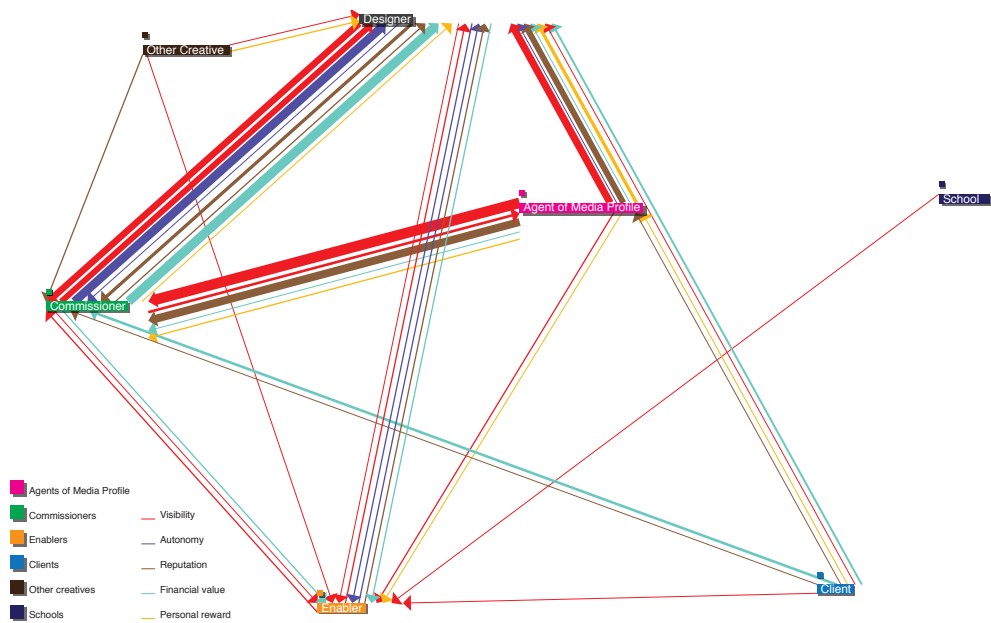 Designer
Other Creative
School
Agent of Media Profile
Commissioner
Agents of Media Profile
Commissioners
Visibility
Enablers
Autonomy
Clients
Reputation
Other creatives
Financial value
Client
Enabler
Schools
Personal reward